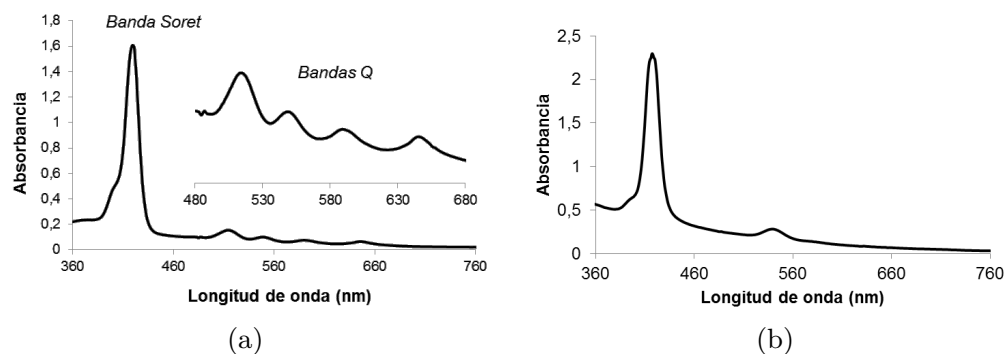 Banda Soret
Bandas Q
Absorbancia
1,8
1,6
1,4
1,2
1
0,8
0,6
0,4
0,2
0
480 530 580 630 680
360 460 560 660 760
Longitud de onda (nm)
(a)
Absorbancia
2,5
2
1,5
1
0,5
0
360 460 560 660 760
Longitud de onda (nm)
(b)